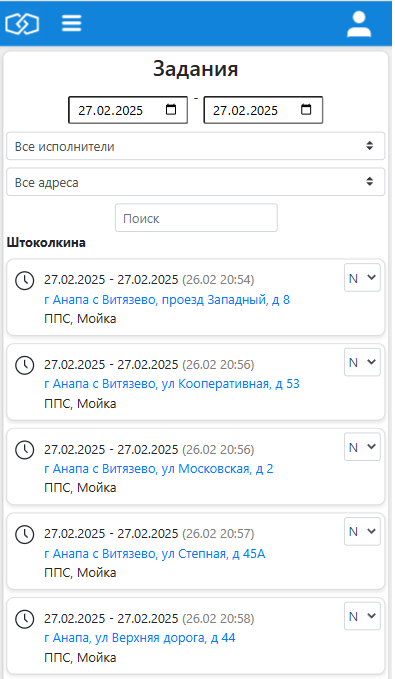 Задания
27.02.2025 - 27.02.2025
Все исполнители
Все адреса
Поиск
Штоколкина
27.02.2025 - 27.02.2025 (26.02 20:54) N
г Анапа с Витязево, проезд Западный, д 8
ППС, Мойка
27.02.2025 - 27.02.2025 (26.02 20:56) N
г Анапа с Витязево, ул Кооперативная, д 53
ППС, Мойка
27.02.2025 - 27.02.2025 (26.02 20:56) N
г Анапа с Витязево, ул Московская, д 2
ППС, Мойка
27.02.2025 - 27.02.2025 (26.02 20:57) N
г Анапа с Витязево, ул Степная, д 45А
ППС, Мойка
27.02.2025 - 27.02.2025 (26.02 20:58) N
г Анапа, ул Верхняя дорога, д 44
ППС, Мойка